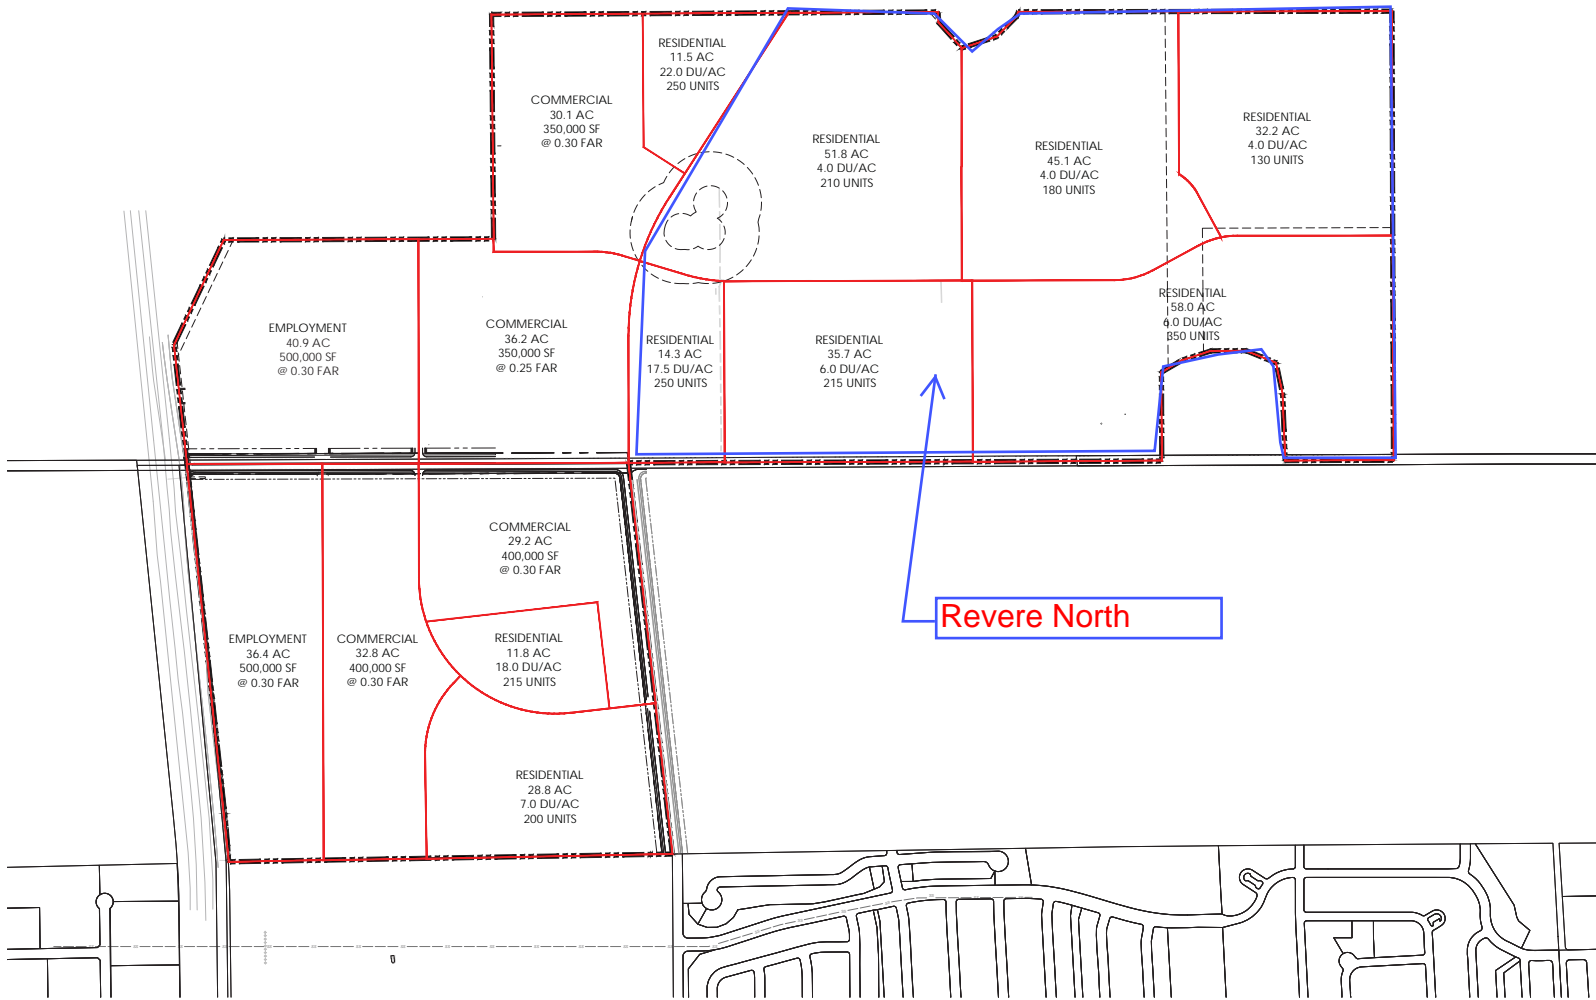 RESIDENTIAL
11.5 AC
22.0 DU/AC
250 UNITS
COMMERCIAL
30.1 AC
350,000 SF
@ 0.30 FAR
RESIDENTIAL
51.8 AC
4.0 DU/AC
210 UNITS
RESIDENTIAL
45.1 AC
4.0 DU/AC
180 UNITS
RESIDENTIAL
32.2 AC
4.0 DU/AC
130 UNITS
EMPLOYMENT
40.9 AC
500,000 SF
@ 0.30 FAR
COMMERCIAL
36.2 AC
350,000 SF
@ 0.25 FAR
RESIDENTIAL
14.3 AC
17.5 DU/AC
250 UNITS
RESIDENTIAL
35.7 AC
6.0 DU/AC
215 UNITS
RESIDENTIAL
58.0 AC
6.0 DU/AC
350 UNITS
COMMERCIAL
29.2 AC
400,000 SF
@ 0.30 FAR
Revere North
EMPLOYMENT
36.4 AC
500,000 SF
@ 0.30 FAR
COMMERCIAL
32.8 AC
400,000 SF
@ 0.30 FAR
RESIDENTIAL
11.8 AC
18.0 DU/AC
215 UNITS
RESIDENTIAL
28.8 AC
7.0 DU/AC
200 UNITS